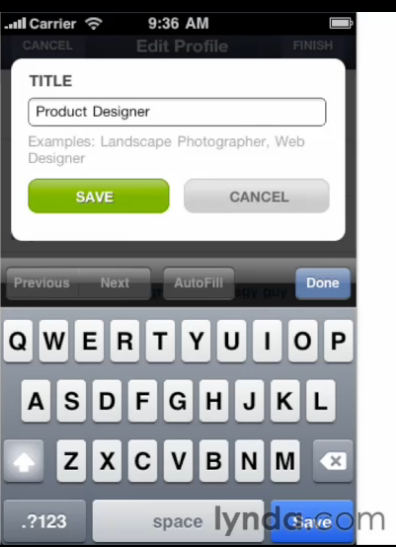 Carrier 9:36 AM
CANCEL Edit Profile FINISH
TITLE
Product Designer
Examples: Landscape Photographer, Web
Designer
SAVE CANCEL
Previous Next AutoFill Done
guy
Q W E R T Y U I O P
A S D F G H J K L
Z X C V B N M
.?123 space Save
lynda.com